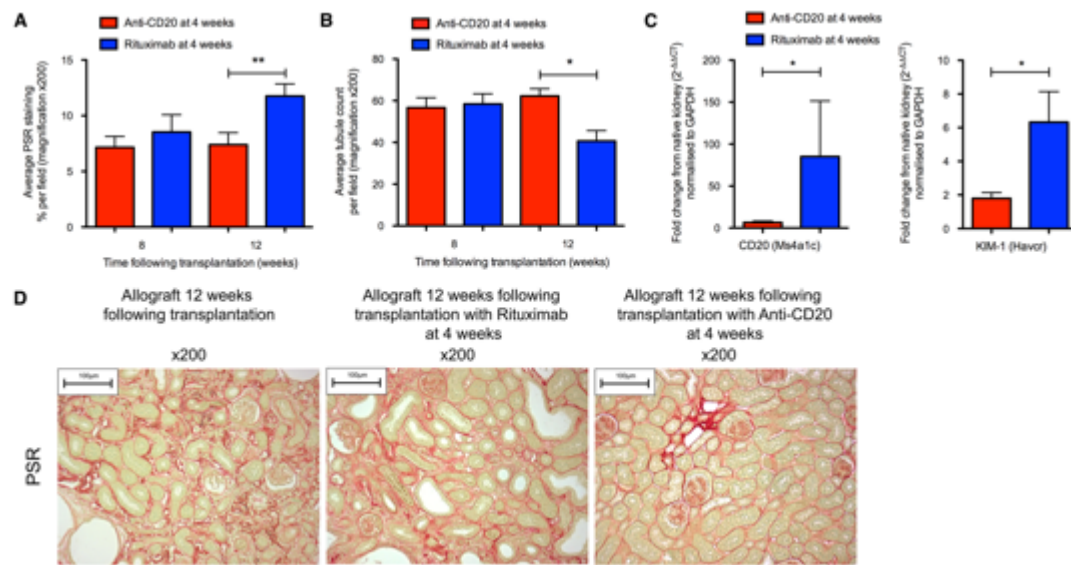 A
Anti-CD20 at 4 weeks
Rituximab at 4 weeks
Average PSR staining
% per field (magnification x200)
15
10
5
0
**
8
12
Time following transplantation (weeks)
B
Anti-CD20 at 4 weeks
Rituximab at 4 weeks
Average tubule count
per field (magnification x200)
80
60
40
20
0
*
8
12
Time following transplantation (weeks)
C
Anti-CD20 at 4 weeks
Rituximab at 4 weeks
Fold change from native kidney (2-ΔΔCT)
normalised to GAPDH
200
150
100
50
0
*
CD20 (Ms4a1c)
Fold change from native kidney (2-ΔΔCT)
normalised to GAPDH
10
8
6
4
2
0
*
KIM-1 (Havcr)
D
Allograft 12 weeks
following transplantation
x200
Allograft 12 weeks following
transplantation with Rituximab
at 4 weeks
x200
Allograft 12 weeks following
transplantation with Anti-CD20
at 4 weeks
x200
PSR
100µm
100µm
100µm